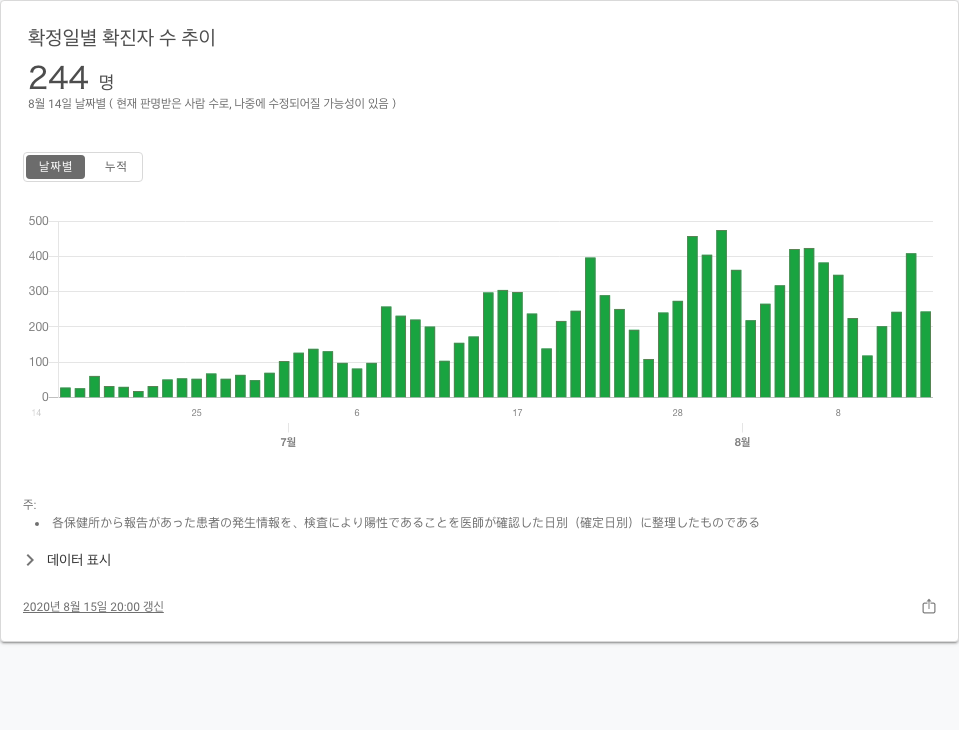 확정일별 확진자 수 추이
244 명
8월 14일 날짜별 ( 현재 판명받은 사람 수로, 나중에 수정되어질 가능성이 있음 )
날짜별 누적
500
400
300
200
100
0
14 25 6 17 28 8
7월 8월
주:
• 各保健所から報告があった患者の発生情報を、検査により陽性であることを医師が確認した日別（確定日別）に整理したものである
데이터 표시
2020년 8월 15일 20:00 갱신